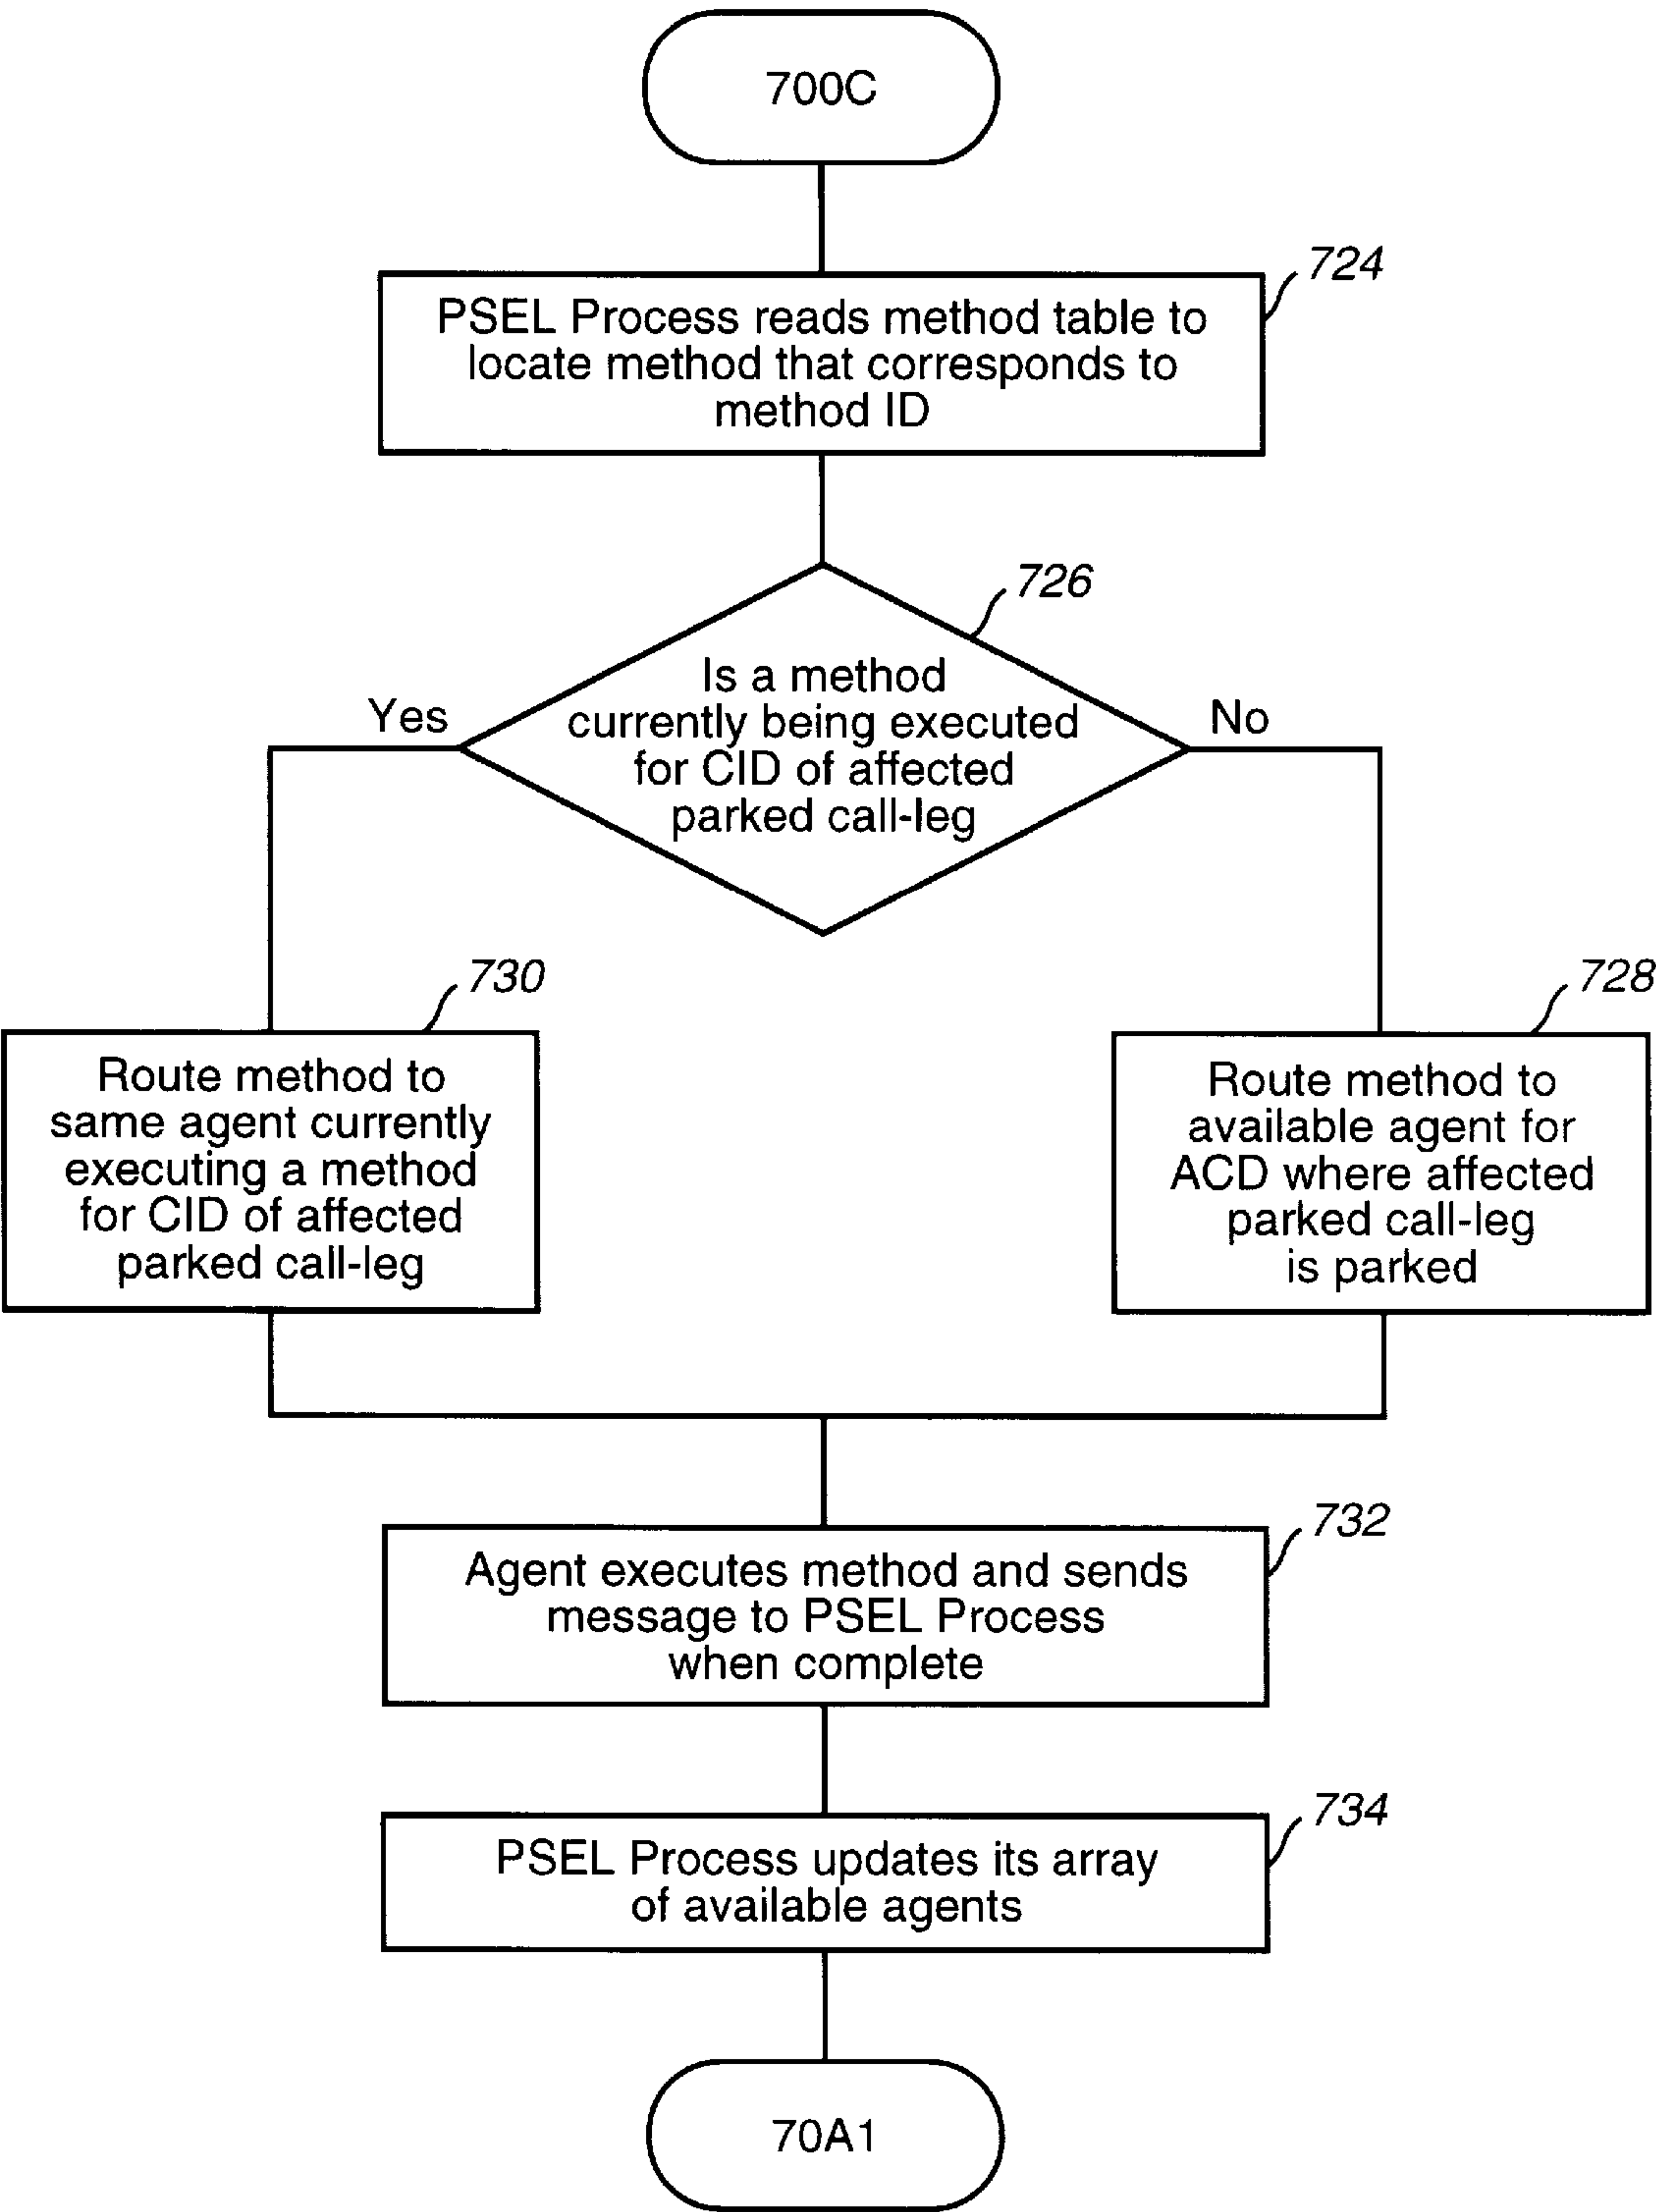 700C
724
PSEL Process reads method table to
locate method that corresponds to
method ID
726
Is a method
currently being executed
for CID of affected
parked call-leg
Yes
No
730
Route method to
same agent currently
executing a method
for CID of affected
parked call-leg
728
Route method to
available agent for
ACD where affected
parked call-leg
is parked
732
Agent executes method and sends
message to PSEL Process
when complete
734
PSEL Process updates its array
of available agents
70A1